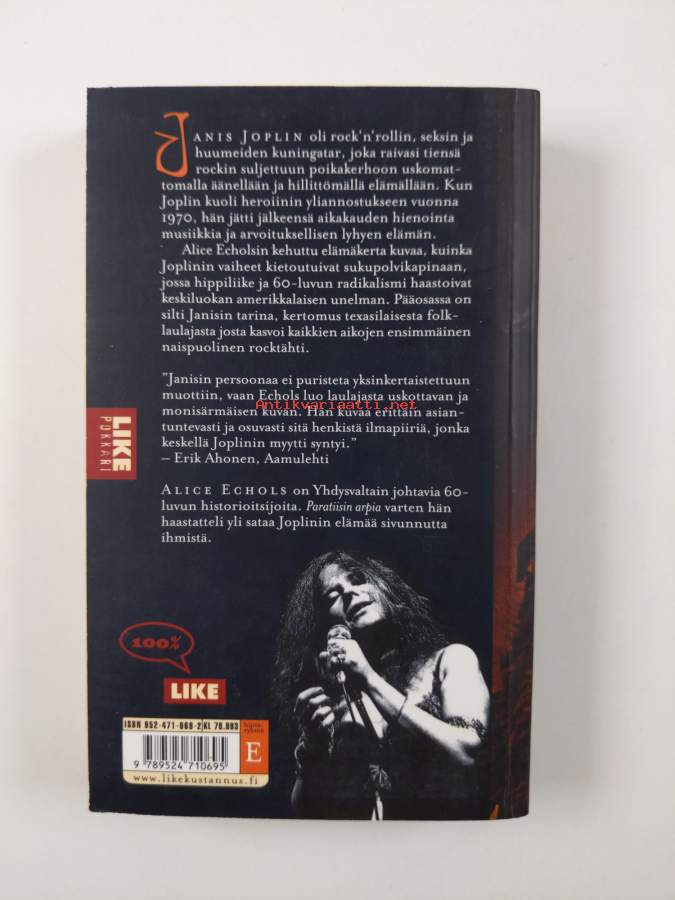 JANIS JOPLIN oli rock'n'rollin, seksin ja
huumeiden kuningatar, joka raivasi tiensä
rockin suljettuun poikakerhoon uskomat-
tomalla äänellään ja hillittömällä elämällään. Kun
Joplin kuoli heroiinin yliannostukseen vuonna
1970, hän jätti jälkeensä aikakauden hienointa
musiikkia ja arvoituksellisen lyhyen elämän.
Alice Echolsin kehuttu elämäkerta kuvaa, kuinka
Joplinin vaiheet kietoutuivat sukupolvikapinaan,
jossa hippiliike ja 60-luvun radikalismi haastoivat
keskiluokan amerikkalaisen unelman. Pääosassa on
silti Janisin tarina, kertomus texasilaisesta folk-
laulajasta josta kasvoi kaikkien aikojen ensimmäinen
naispuolinen rocktähti.
"Janisin persoonaa ei puristeta yksinkertaistettuun
muottiin, vaan Echols luo laulajasta uskottavan ja
monisärmäisen kuvan. Hän kuvaa erittäin asian-
tuntevasti ja osuvasti sitä henkistä ilmapiiriä, jonka
keskellä Joplinin myytti syntyi."
– Erik Ahonen, Aamulehti
ALICE ECHOLS on Yhdysvaltain johtavia 60-
luvun historioitsijoita. Paratiisin arpia varten hän
haastatteli yli sataa Joplinin elämää sivunnutta
ihmistä.
Antikvariaatti.net
LIKE
POKKARI
100%
LIKE
ISBN 952-471-069-2 KL 78.993
E
9 789524 710695
www.likekustannus.fi